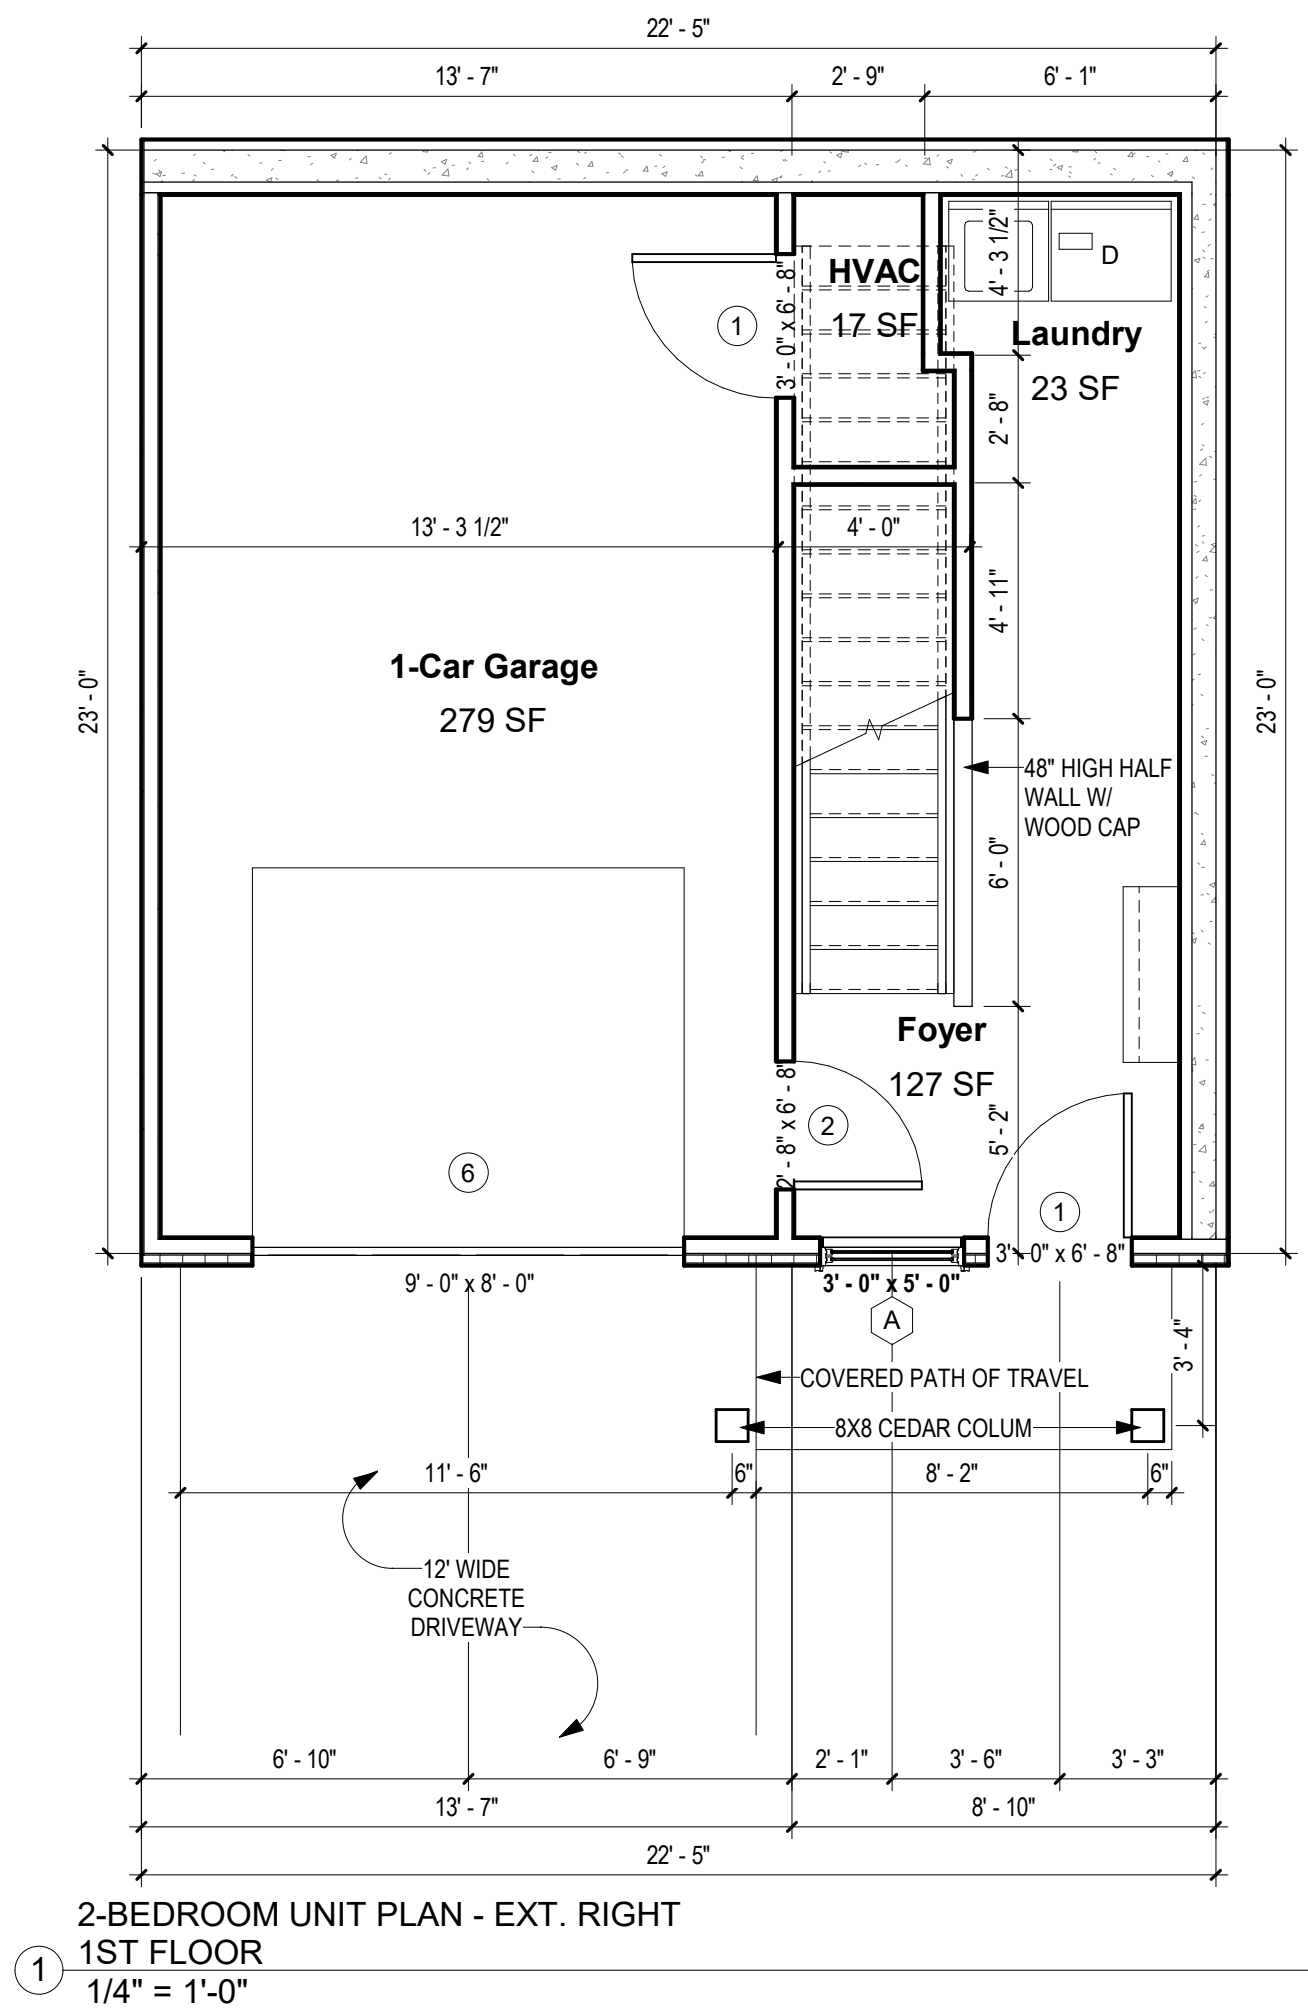 22' - 5"
13' - 7"
2' - 9"
6' - 1"
4' - 3 1/2"
D
HVAC
17 SF
1
3' - 0" x 6' - 8"
Laundry
23 SF
2' - 8"
13' - 3 1/2"
4' - 0"
4' - 11"
1-Car Garage
279 SF
23' - 0"
23' - 0"
48" HIGH HALF
WALL W/
WOOD CAP
6' - 0"
Foyer
127 SF
2' - 8" x 6' - 8"
2
5' - 2"
6
1
3' - 0" x 6' - 8"
9' - 0" x 8' - 0"
3' - 0" x 5' - 0"
A
3' - 4"
COVERED PATH OF TRAVEL
8X8 CEDAR COLUM
11' - 6"
6"
8' - 2"
6"
12' WIDE
CONCRETE
DRIVEWAY
6' - 10"
6' - 9"
2' - 1"
3' - 6"
3' - 3"
13' - 7"
8' - 10"
22' - 5"
2-BEDROOM UNIT PLAN - EXT. RIGHT
1
1ST FLOOR
1/4" = 1'-0"